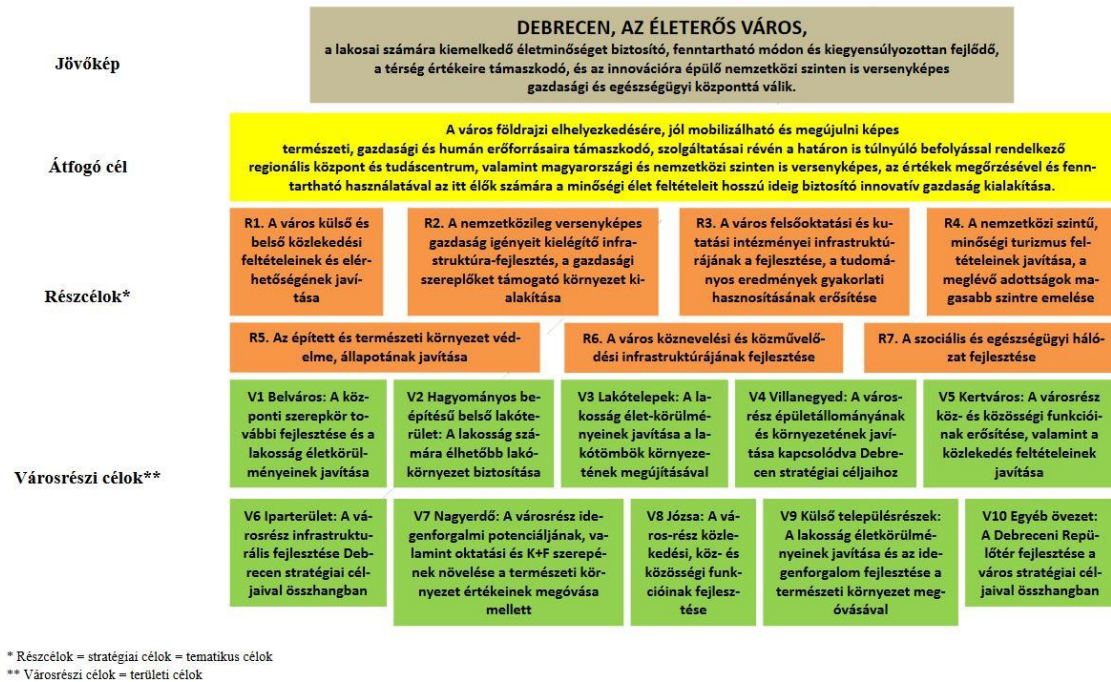 Jövőkép
DEBRECEN, AZ ÉLETERŐS VÁROS,
a lakosai számára kiemelkedő életminőséget biztosító, fenntartható módon és kiegyensúlyozottan fejlődő,
a térség értékeire támaszkodó, és az innovációra épülő nemzetközi szinten is versenyképes
gazdasági és egészségügyi központtá válik.
Átfogó cél
A város földrajzi elhelyezkedésére, jól mobilizálható és megújulni képes
természeti, gazdasági és humán erőforrásaira támaszkodó, szolgáltatásai révén a határon is túlnyúló befolyással rendelkező
regionális központ és tudáscentrum, valamint magyarországi és nemzetközi szinten is versenyképes, az értékek megőrzésével és fenn-
tartható használatával az itt élők számára a minőségi élet feltételeit hosszú ideig biztosító innovatív gazdaság kialakítása.
Részcélok*
R1. A város külső és
belső közlekedési
feltételeinek és elér-
hetőségének javí-
tása
R2. A nemzetközileg versenyképes
gazdaság igényeit kielégítő infra-
struktúra-fejlesztés, a gazdasági
szereplőket támogató környezet ki-
alakítása
R3. A város felsőoktatási és ku-
tatási intézményei infrastruktú-
rájának a fejlesztése, a tudomá-
nyos eredmények gyakorlati
hasznosításának erősítése
R4. A nemzetközi szintű,
minőségi turizmus fel-
tételeinek javítása, a
meglévő adottságok ma-
gasabb szintre emelése
R5. Az épített és természeti környezet véd-
elme, állapotának javítása
R6. A város köznevelési és közművelő-
dési infrastruktúrájának fejlesztése
R7. A szociális és egészségügyi háló-
zat fejlesztése
Városrészi célok**
V1 Belváros: A köz-
ponti szerepkör to-
vábbi fejlesztése és a
lakosság életkörül-
ményeinek javítása
V2 Hagyományos be-
építésű belső lakóte-
rület: A lakosság szá-
mára élhetőbb lakó-
környezet biztosítása
V3 Lakótelepek: A la-
kosság élet-körülmé-
nyeinek javítása a la-
kótömbök környeze-
tének megújításával
V4 Villanegyed: A város-
rész épületállományának
és környezetének javí-
tása kapcsolódva Debre-
cen stratégiai céljaihoz
V5 Kertváros: A városrész
köz- és közösségi funkciói-
nak erősítése, valamint a
közlekedés feltételeinek
javítása
V6 Iparterület: A vá-
rosrész infrastruktu-
rális fejlesztése Deb-
recen stratégiai cél-
jaival összhangban
V7 Nagyerdő: A városrész ide-
genforgalmi potenciáljának, va-
lamint oktatási és K+F szerepé-
nek növelése a természeti kör-
nyezet értékeinek megóvása
mellett
V8 Józsa: A vá-
ros-rész közle-
kedési, köz- és
közösségi funk-
cióinak fejlesz-
tése
V9 Külső településrészek:
A lakosság életkörülmé-
nyeinek javítása és az ide-
genforgalom fejlesztése a
természeti környezet meg-
óvásával
V10 Egyéb övezet:
A Debreceni Repü-
lőtér fejlesztése a
város stratégiai cél-
jaival összhangban
* Részcélok = stratégiai célok = tematikus célok
** Városrészi célok = területi célok